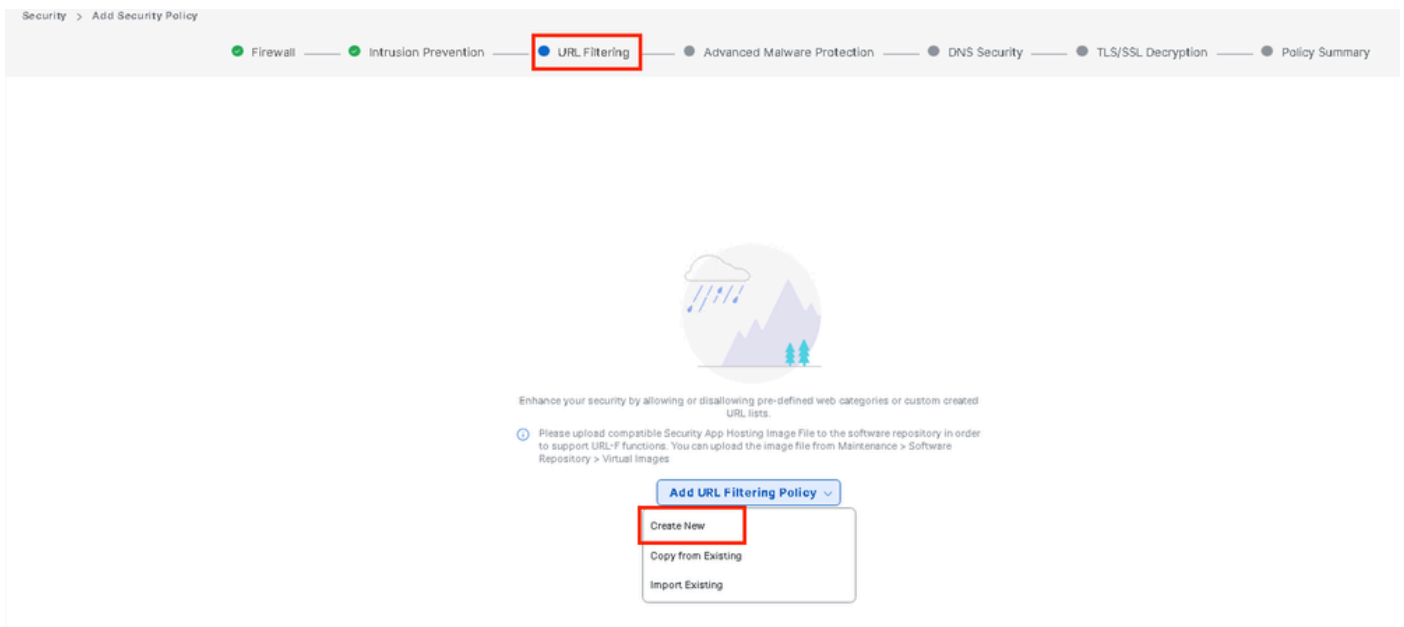 Security > Add Security Policy
Firewall Intrusion Prevention URL Filtering Advanced Malware Protection DNS Security TLS/SSL Decryption Policy Summary
Enhance your security by allowing or disallowing pre-defined web categories or custom created
URL lists.
Please upload compatible Security App Hosting Image File to the software repository in order
to support URL-F functions. You can upload the image file from Maintenance > Software
Repository > Virtual Images
Add URL Filtering Policy
Create New
Copy from Existing
Import Existing